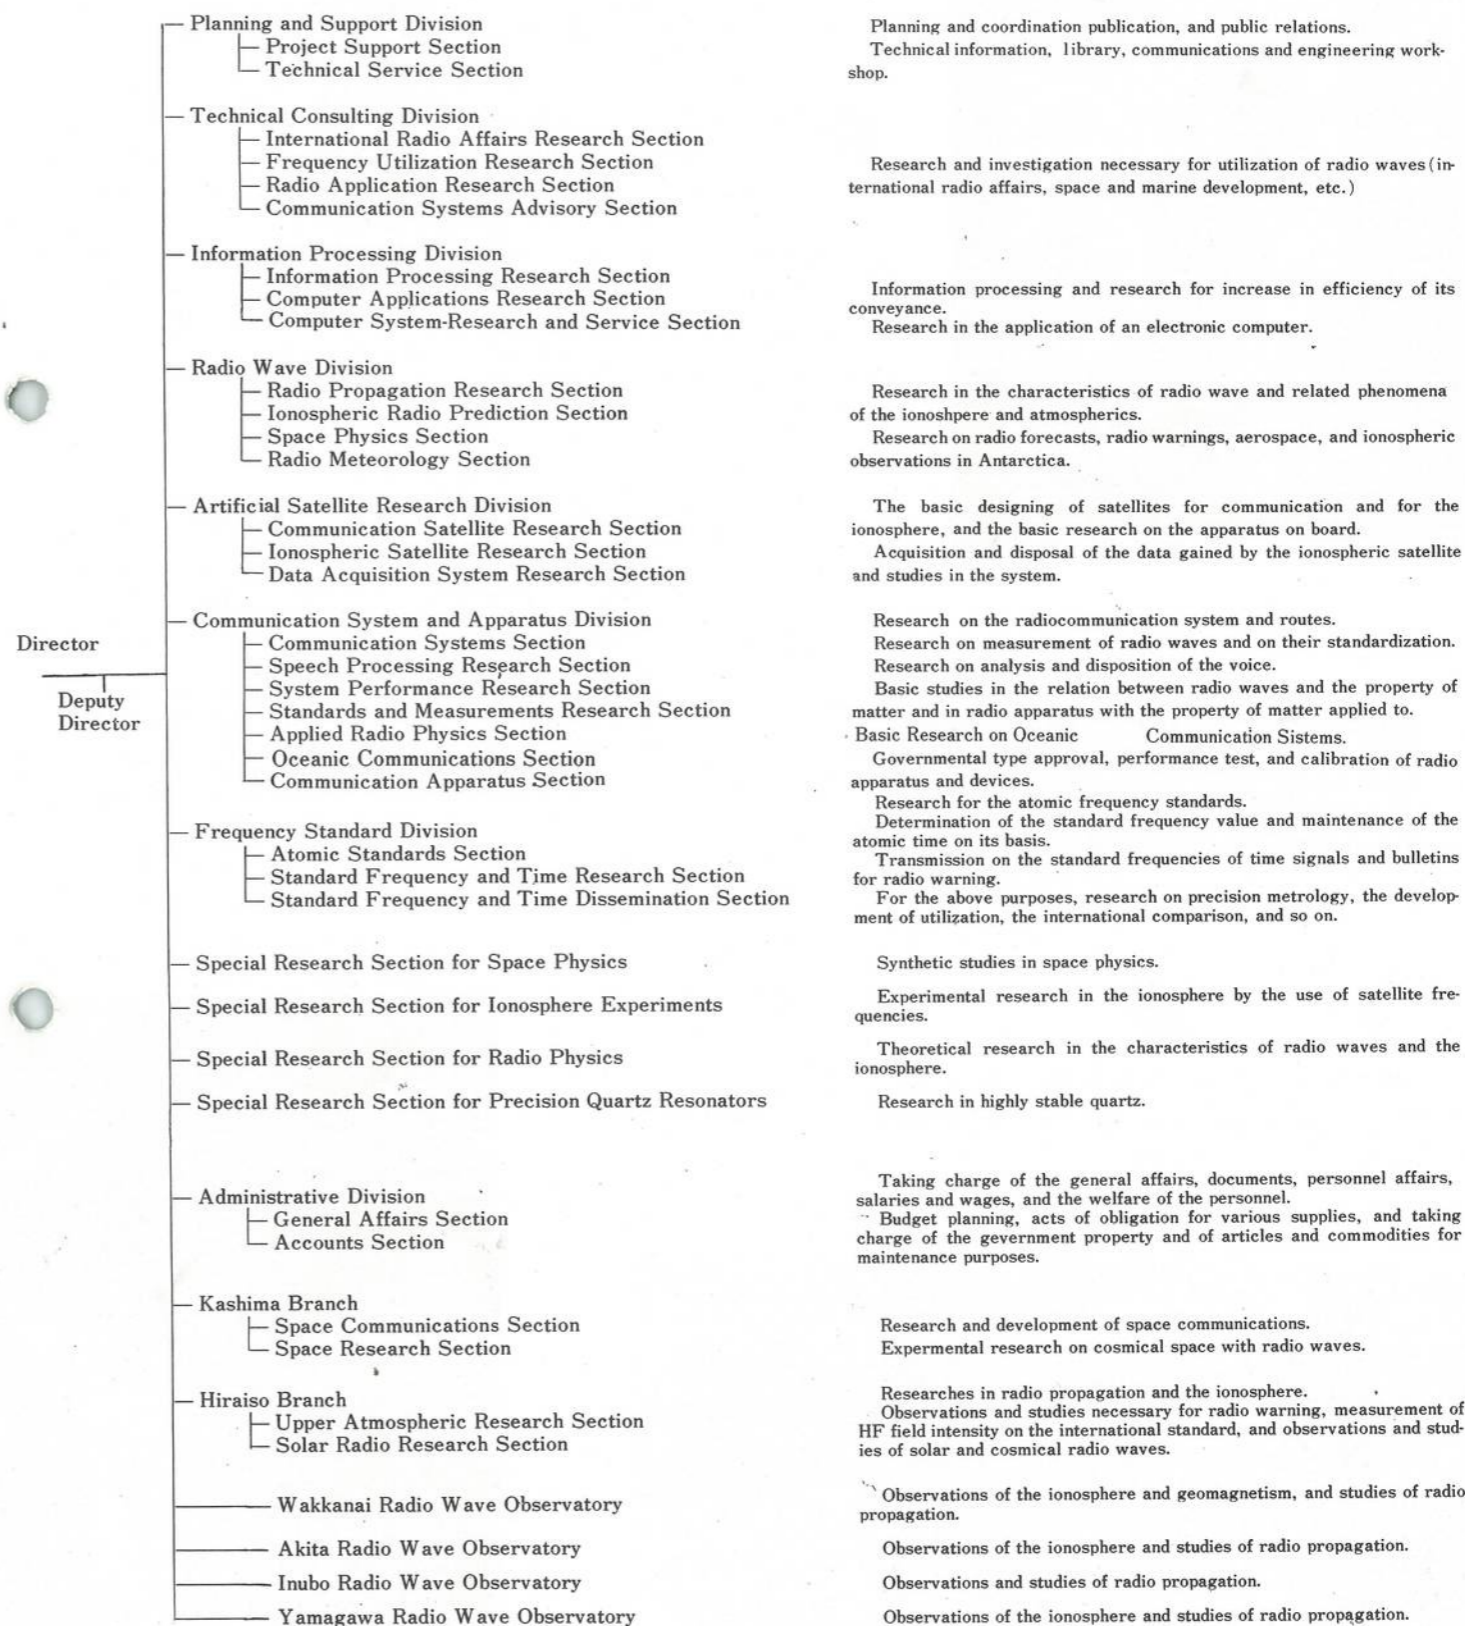 Planning and Support Division
Project Support Section
Technical Service Section
Planning and coordination publication, and public relations.
Technical information, library, communications and engineering work-
shop.
Technical Consulting Division
International Radio Affairs Research Section
Frequency Utilization Research Section
Radio Application Research Section
Communication Systems Advisory Section
Research and investigation necessary for utilization of radio waves (in-
ternational radio affairs, space and marine development, etc.)
Information Processing Division
Information Processing Research Section
Computer Applications Research Section
Computer System-Research and Service Section
Information processing and research for increase in efficiency of its
conveyance.
Research in the application of an electronic computer.
Radio Wave Division
Radio Propagation Research Section
Ionospheric Radio Prediction Section
Space Physics Section
Radio Meteorology Section
Research in the characteristics of radio wave and related phenomena
of the ionoshpere and atmospherics.
Research on radio forecasts, radio warnings, aerospace, and ionospheric
observations in Antarctica.
Artificial Satellite Research Division
Communication Satellite Research Section
Ionospheric Satellite Research Section
Data Acquisition System Research Section
The basic designing of satellites for communication and for the
ionosphere, and the basic research on the apparatus on board.
Acquisition and disposal of the data gained by the ionospheric satellite
and studies in the system.
Director
Deputy
Director
Communication System and Apparatus Division
Communication Systems Section
Speech Processing Research Section
System Performance Research Section
Standards and Measurements Research Section
Applied Radio Physics Section
Oceanic Communications Section
Communication Apparatus Section
Research on the radiocommunication system and routes.
Research on measurement of radio waves and on their standardization.
Research on analysis and disposition of the voice.
Basic studies in the relation between radio waves and the property of
matter and in radio apparatus with the property of matter applied to.
Basic Research on Oceanic Communication Sistems.
Governmental type approval, performance test, and calibration of radio
apparatus and devices.
Frequency Standard Division
Atomic Standards Section
Standard Frequency and Time Research Section
Standard Frequency and Time Dissemination Section
Research for the atomic frequency standards.
Determination of the standard frequency value and maintenance of the
atomic time on its basis.
Transmission on the standard frequencies of time signals and bulletins
for radio warning.
For the above purposes, research on precision metrology, the develop-
ment of utilization, the international comparison, and so on.
Special Research Section for Space Physics
Synthetic studies in space physics.
Special Research Section for Ionosphere Experiments
Experimental research in the ionosphere by the use of satellite fre-
quencies.
Special Research Section for Radio Physics
Theoretical research in the characteristics of radio waves and the
ionosphere.
Special Research Section for Precision Quartz Resonators
Research in highly stable quartz.
Administrative Division
General Affairs Section
Accounts Section
Taking charge of the general affairs, documents, personnel affairs,
salaries and wages, and the welfare of the personnel.
Budget planning, acts of obligation for various supplies, and taking
charge of the gevernment property and of articles and commodities for
maintenance purposes.
Kashima Branch
Space Communications Section
Space Research Section
Research and development of space communications.
Expermental research on cosmical space with radio waves.
Hiraiso Branch
Upper Atmospheric Research Section
Solar Radio Research Section
Researches in radio propagation and the ionosphere.
Observations and studies necessary for radio warning, measurement of
HF field intensity on the international standard, and observations and stud-
ies of solar and cosmical radio waves.
Wakkanai Radio Wave Observatory
Observations of the ionosphere and geomagnetism, and studies of radio
propagation.
Akita Radio Wave Observatory
Observations of the ionosphere and studies of radio propagation.
Inubo Radio Wave Observatory
Observations and studies of radio propagation.
Yamagawa Radio Wave Observatory
Observations of the ionosphere and studies of radio propagation.